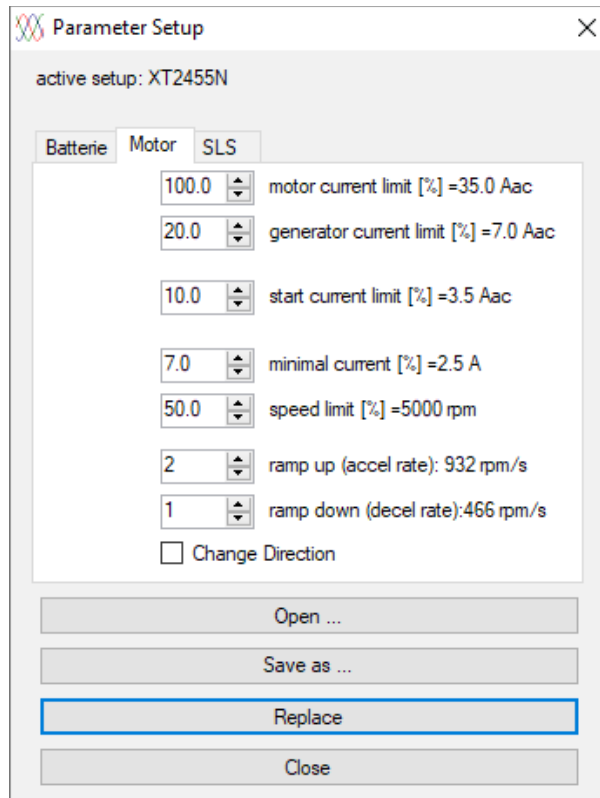 Parameter Setup
active setup: XT2455N
Batterie Motor SLS
100.0 motor current limit [%] =35.0 Aac
20.0 generator current limit [%] =7.0 Aac
10.0 start current limit [%] =3.5 Aac
7.0 minimal current [%] =2.5 A
50.0 speed limit [%] =5000 rpm
2 ramp up (accel rate): 932 rpm/s
1 ramp down (decel rate):466 rpm/s
Change Direction
Open ...
Save as ...
Replace
Close